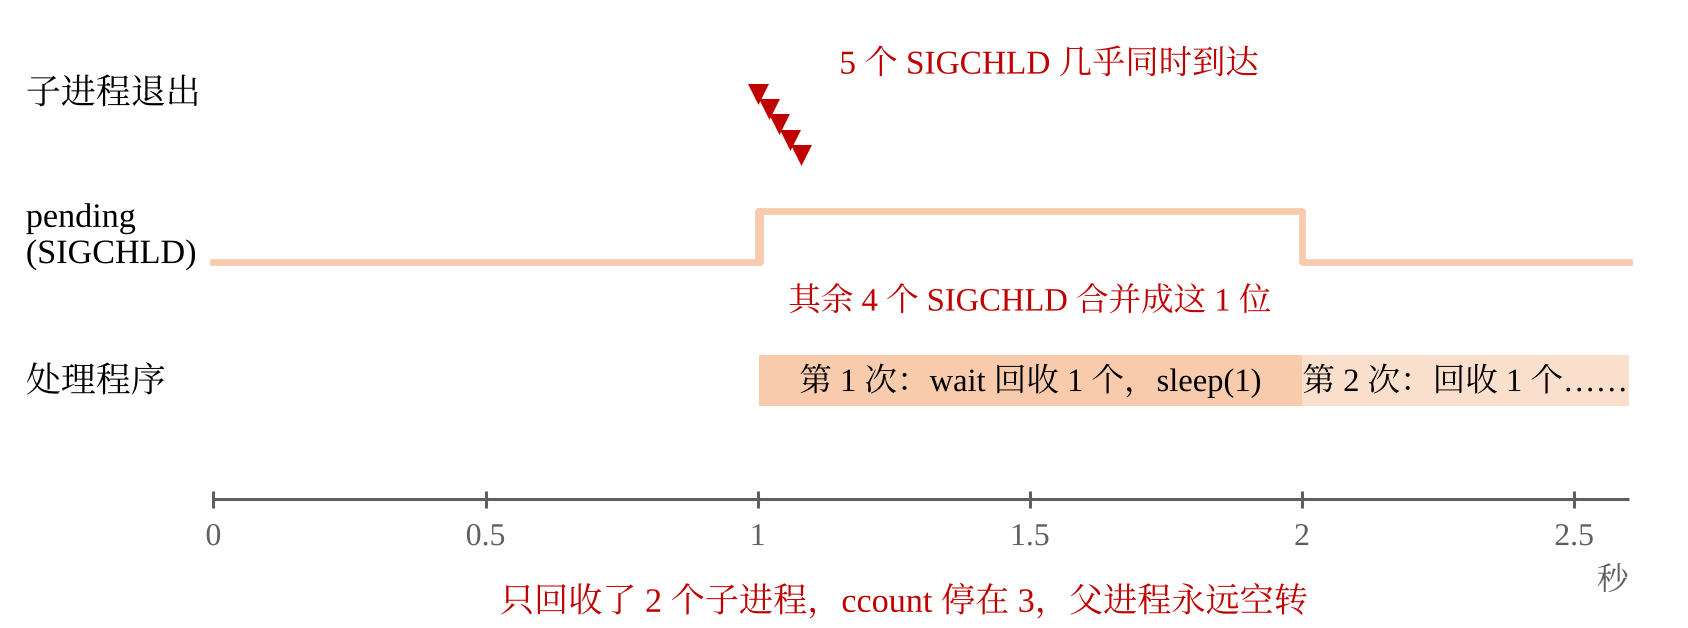 5 个 SIGCHLD 几乎同时到达
子进程退出
pending
(SIGCHLD)
其余 4 个 SIGCHLD 合并成这 1 位
处理程序
第 1 次：wait 回收 1 个，sleep(1)
第 2 次：回收 1 个……
0
0.5
1
1.5
2
2.5
秒
只回收了 2 个子进程，ccount 停在 3，父进程永远空转